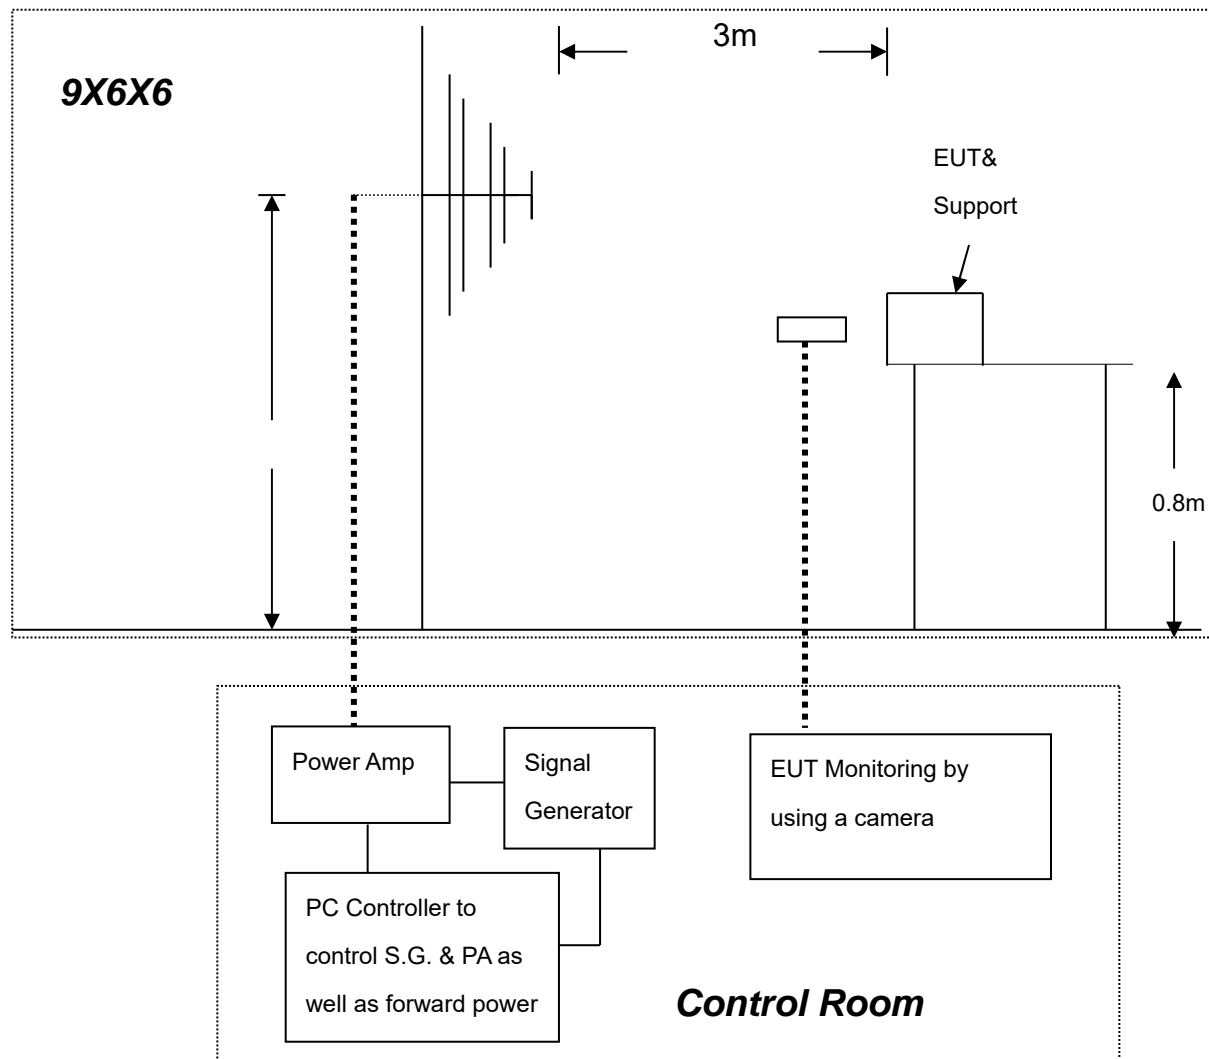 3m
9X6X6
EUT&
Support
0.8m
Power Amp
Signal
Generator
EUT Monitoring by
using a camera
PC Controller to
control S.G. & PA as
well as forward power
Control Room